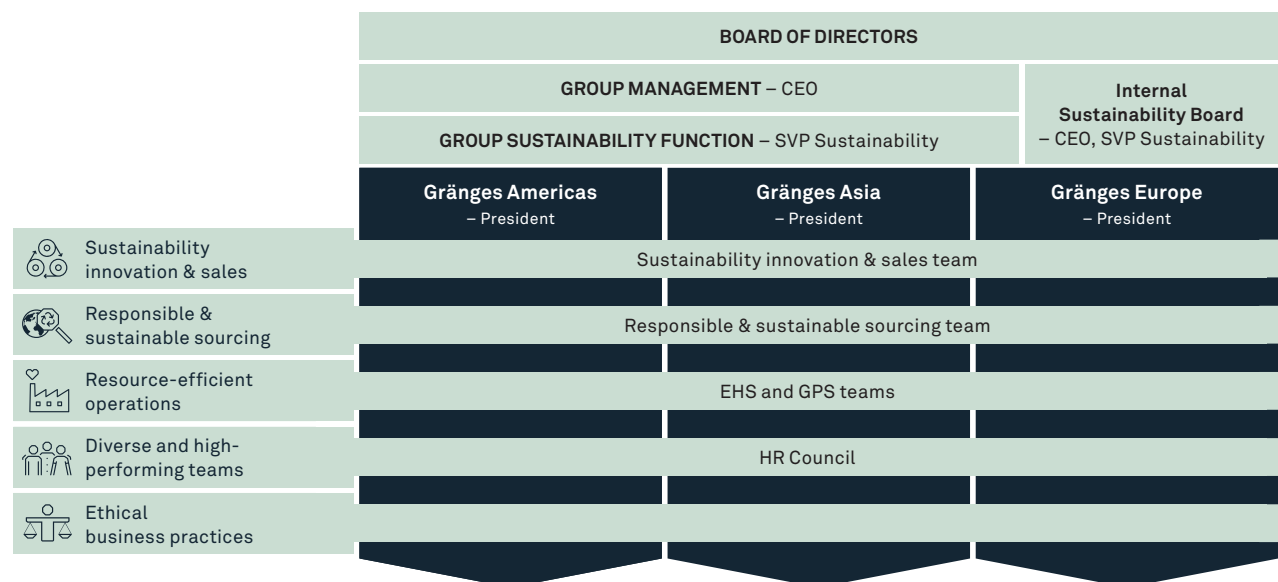 BOARD OF DIRECTORS
GROUP MANAGEMENT – CEO
Internal
Sustainability Board
– CEO, SVP Sustainability
GROUP SUSTAINABILITY FUNCTION – SVP Sustainability
Gränges Americas
– President
Gränges Asia
– President
Gränges Europe
– President
Sustainability
innovation & sales
Sustainability innovation & sales team
Responsible &
sustainable sourcing
Responsible & sustainable sourcing team
Resource-efficient
operations
EHS and GPS teams
Diverse and high-
performing teams
HR Council
Ethical
business practices